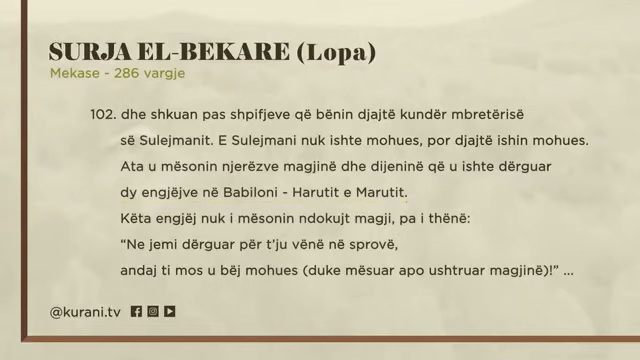 SURJA EL-BEKARE (Lopa)
Mekase - 286 vargje
102. dhe shkuan pas shpifjeve që bënin djajtë kundër mbretërisë
së Sulejmanit. E Sulejmani nuk ishte mohues, por djajtë ishin mohues.
Ata u mësonin njerëzve magjinë dhe dijeninë që u ishte dërguar
dy engjëjve në Babiloni - Harutit e Marutit.
Këta engjëj nuk i mësonin ndokujt magji, pa i thënë:
“Ne jemi dërguar për t’ju vënë në sprovë,
andaj ti mos u bëj mohues (duke mësuar apo ushtruar magjinë)!” ...
@kurani.tv